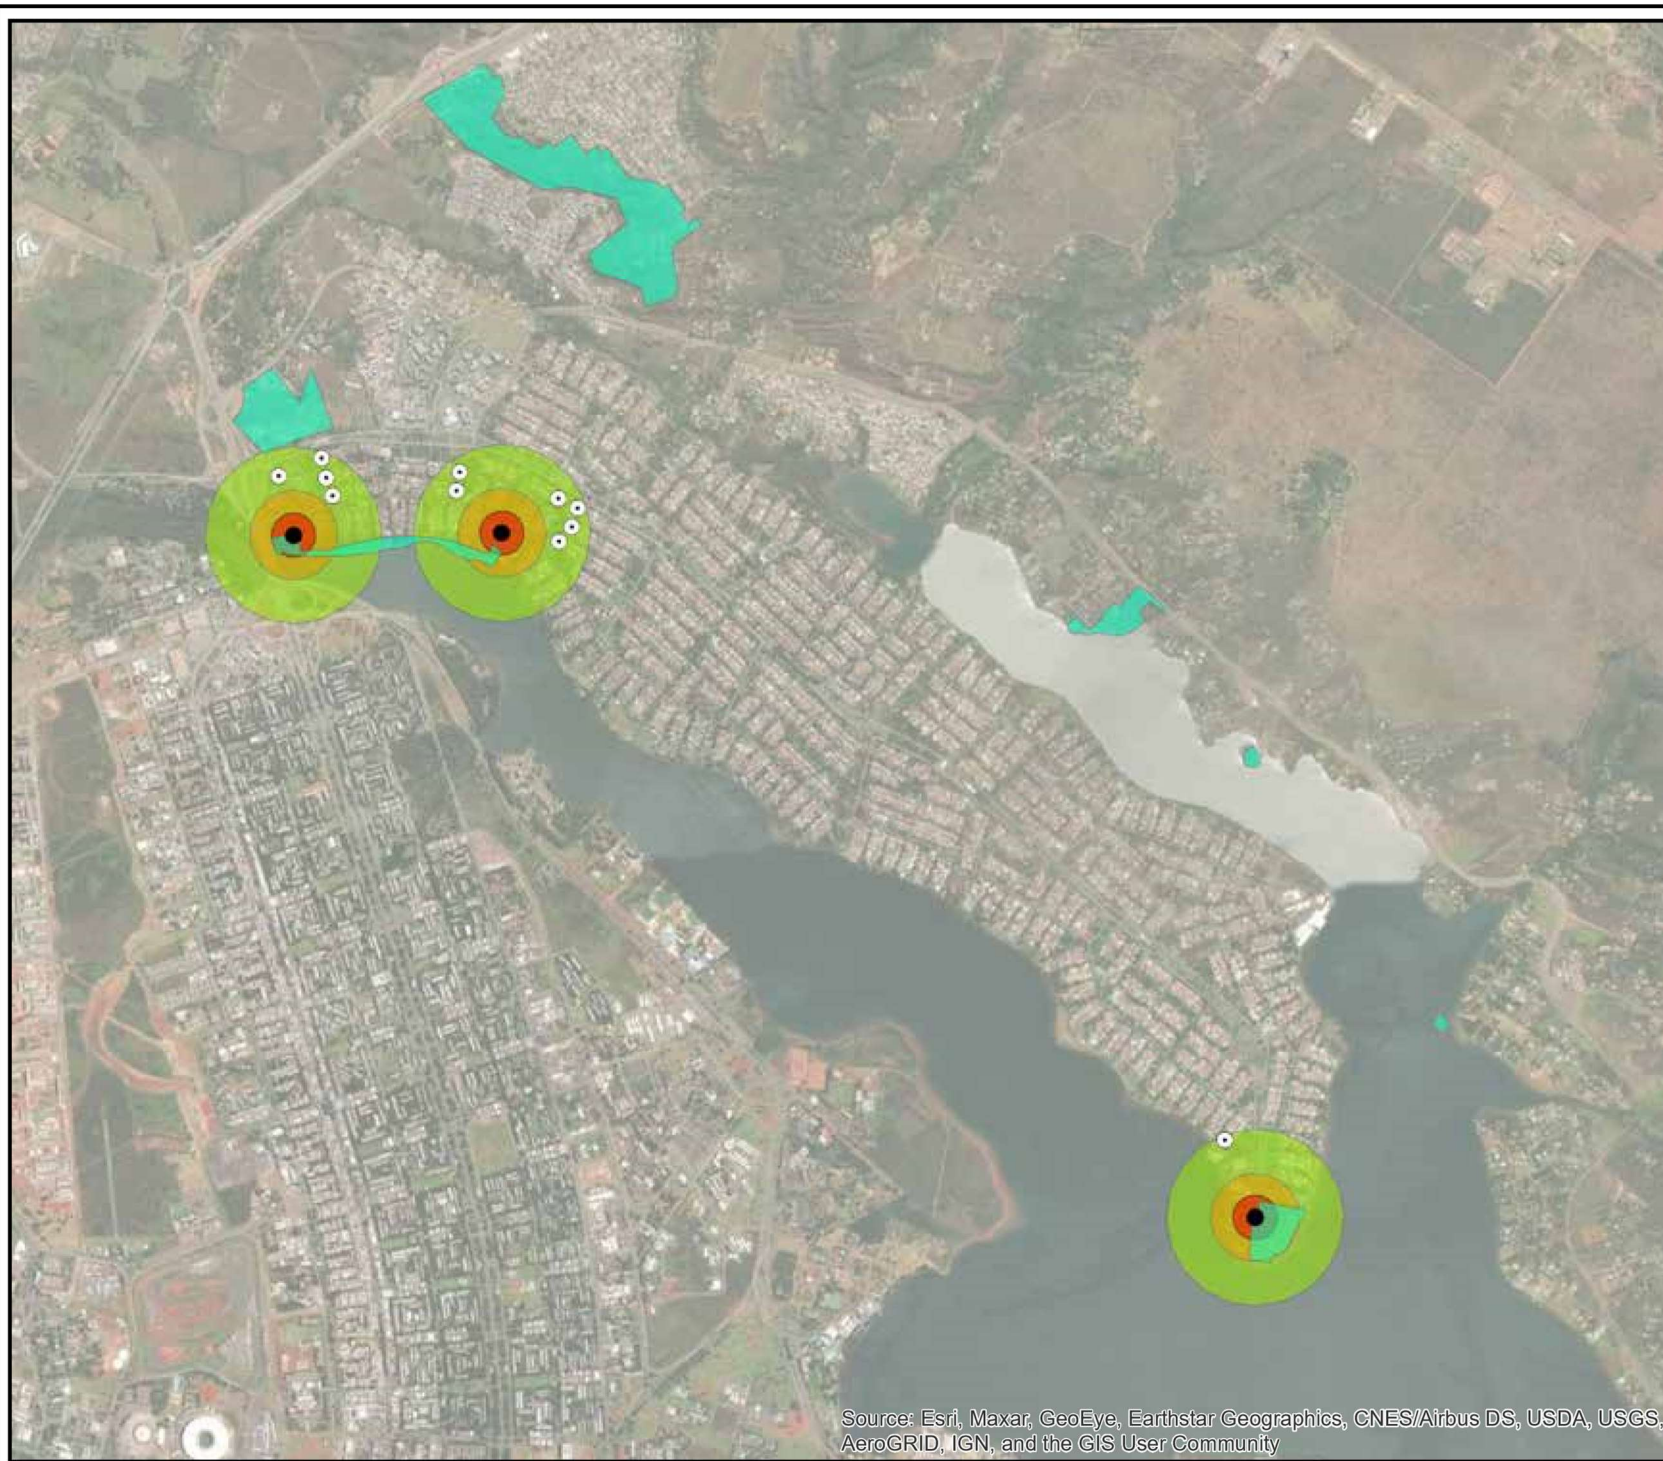 Source: Esri, Maxar, GeoEye, Earthstar Geographics, CNES/Airbus DS, USDA, USGS,
AeroGRID, IGN, and the GIS User Community